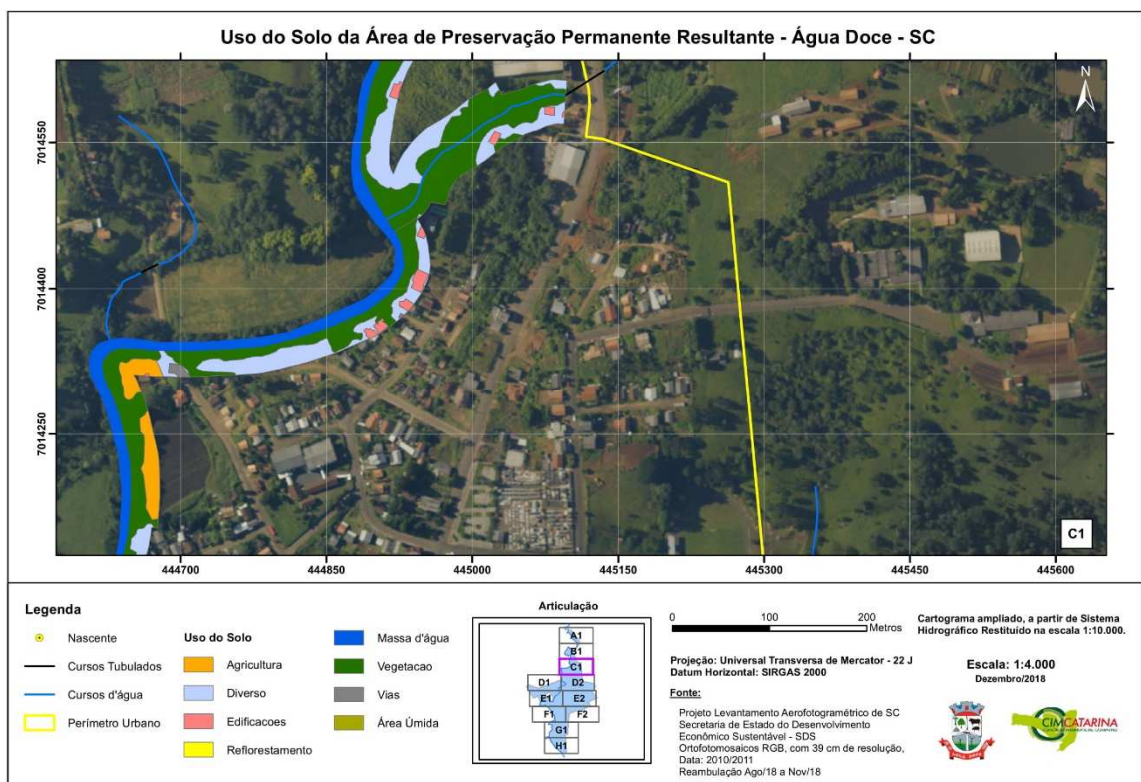 Uso do Solo da Área de Preservação Permanente Resultante - Água Doce - SC
N
7014550
7014400
7014250
C1
444700
444850
445000
445150
445300
445450
445600
Legenda
Nascente
Cursos Tubulados
Cursos d'água
Perímetro Urbano
Uso do Solo
Agricultura
Diverso
Edificacoes
Reflorestamento
Massa d'água
Vegetacao
Vias
Área Úmida
Articulação
A1
B1
C1
D1 D2
E1 E2
F1 F2
G1
H1
0 100 200
Metros
Projeção: Universal Transversa de Mercator - 22 J
Datum Horizontal: SIRGAS 2000
Fonte:
Projeto Levantamento Aerofotogramétrico de SC
Secretaria de Estado do Desenvolvimento
Econômico Sustentável - SDS
Ortofotomosaicos RGB, com 39 cm de resolução,
Data: 2010/2011
Reambulação Ago/18 a Nov/18
Cartograma ampliado, a partir de Sistema
Hidrográfico Restituído na escala 1:10.000.
Escala: 1:4.000
Dezembro/2018
CIMCATARINA